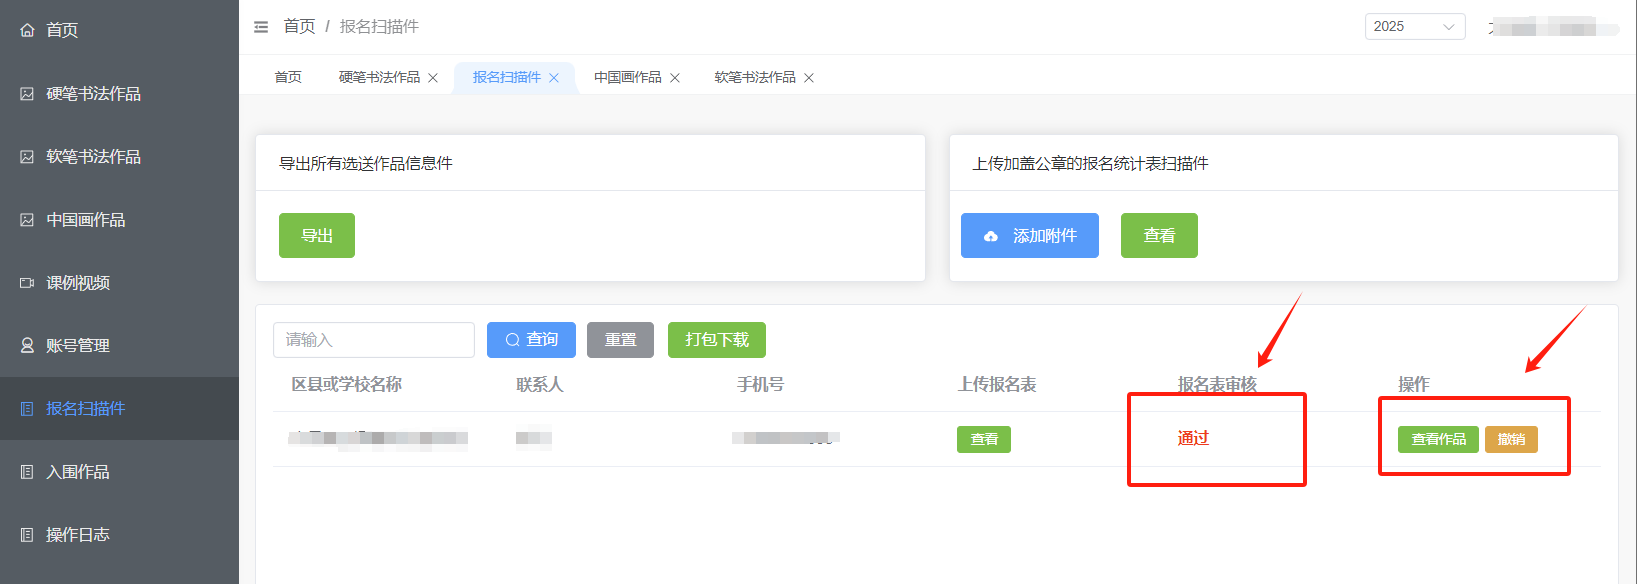 首页
硬笔书法作品
软笔书法作品
中国画作品
课例视频
账号管理
报名扫描件
入围作品
操作日志
首页 / 报名扫描件
2025
首页 硬笔书法作品 报名扫描件 中国画作品 软笔书法作品
导出所有选送作品信息件
导出
上传加盖公章的报名统计表扫描件
添加附件 查看
请输入 查询 重置 打包下载
区县或学校名称 联系人 手机号 上传报名表 报名表审核 操作
查看 通过 查看作品 撤销